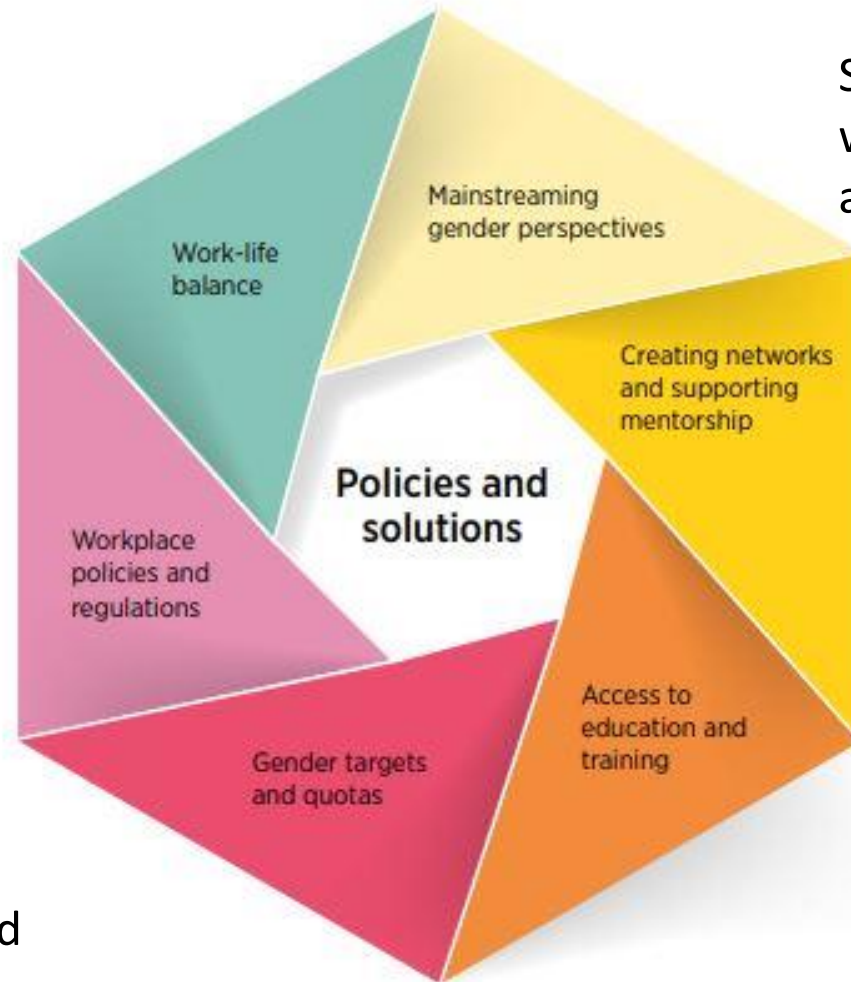 Mainstreaming
gender perspectives
Work-life
balance
Creating networks
and supporting
mentorship
Policies and
solutions
Workplace
policies and
regulations
Access to
education and
training
Gender targets
and quotas